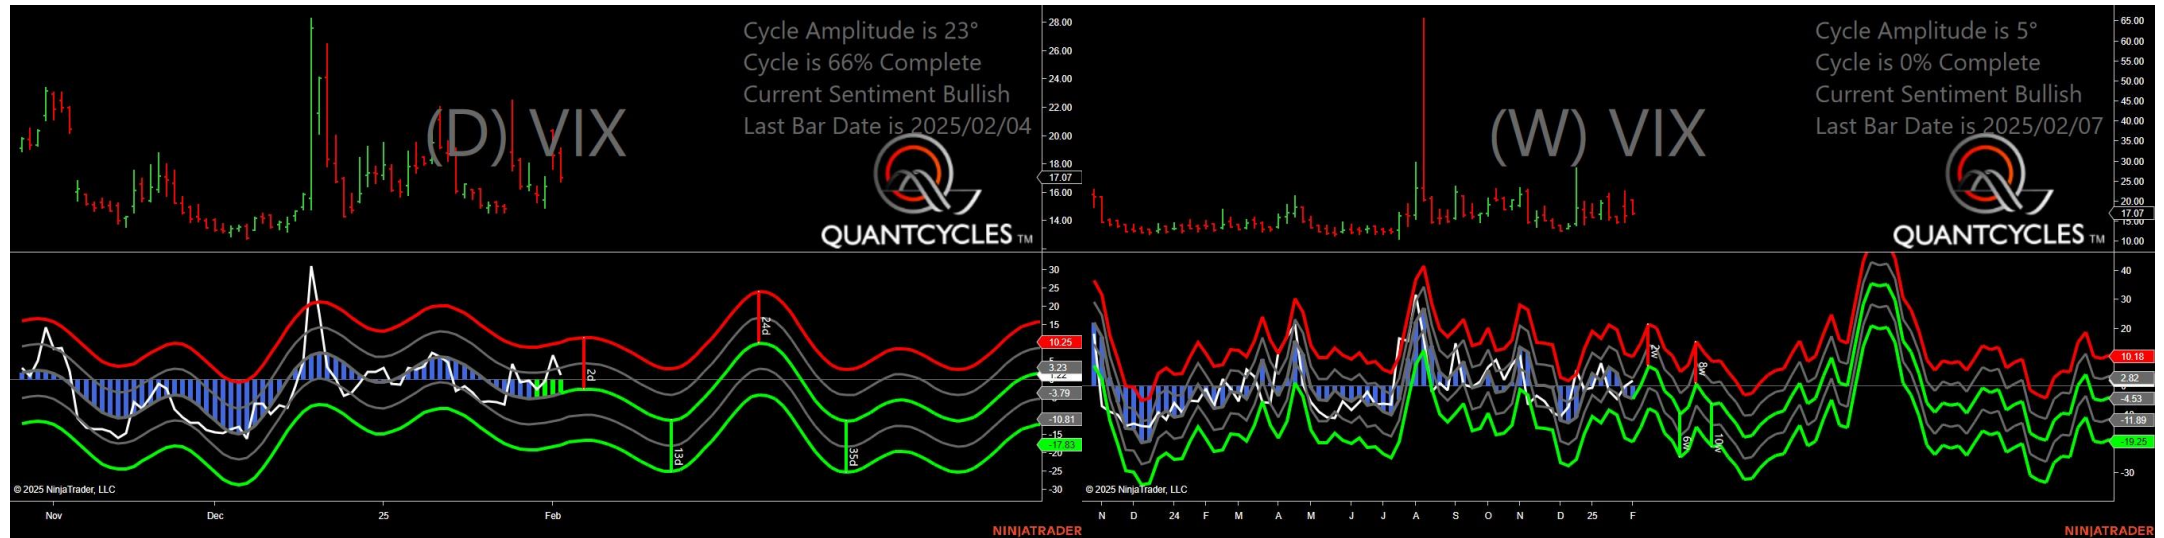 Cycle Amplitude is 23°
Cycle is 66% Complete
Current Sentiment Bullish
Last Bar Date is 2025/02/04
(D) VIX
QUANTCYCLES TM
28.00
26.00
24.00
22.00
20.00
18.00
17.07
16.00
14.00
30
25
20
15
10.25
3.23
1.22
-3.79
-10.81
-15
-17.83
-20
-25
-30
2d
13d
24d
35d
© 2025 NinjaTrader, LLC
Nov Dec 25 Feb
NINJATRADER
Cycle Amplitude is 5°
Cycle is 0% Complete
Current Sentiment Bullish
Last Bar Date is 2025/02/07
(W) VIX
QUANTCYCLES TM
65.00
60.00
55.00
50.00
45.00
40.00
35.00
30.00
25.00
20.00
17.07
15.00
10.00
40
30
20
10.18
2.82
-4.53
-11.89
-19.25
-30
2w
6w
8w
10w
© 2025 NinjaTrader, LLC
N D 24 F M A M J J A S O N D 25 F
NINJATRADER